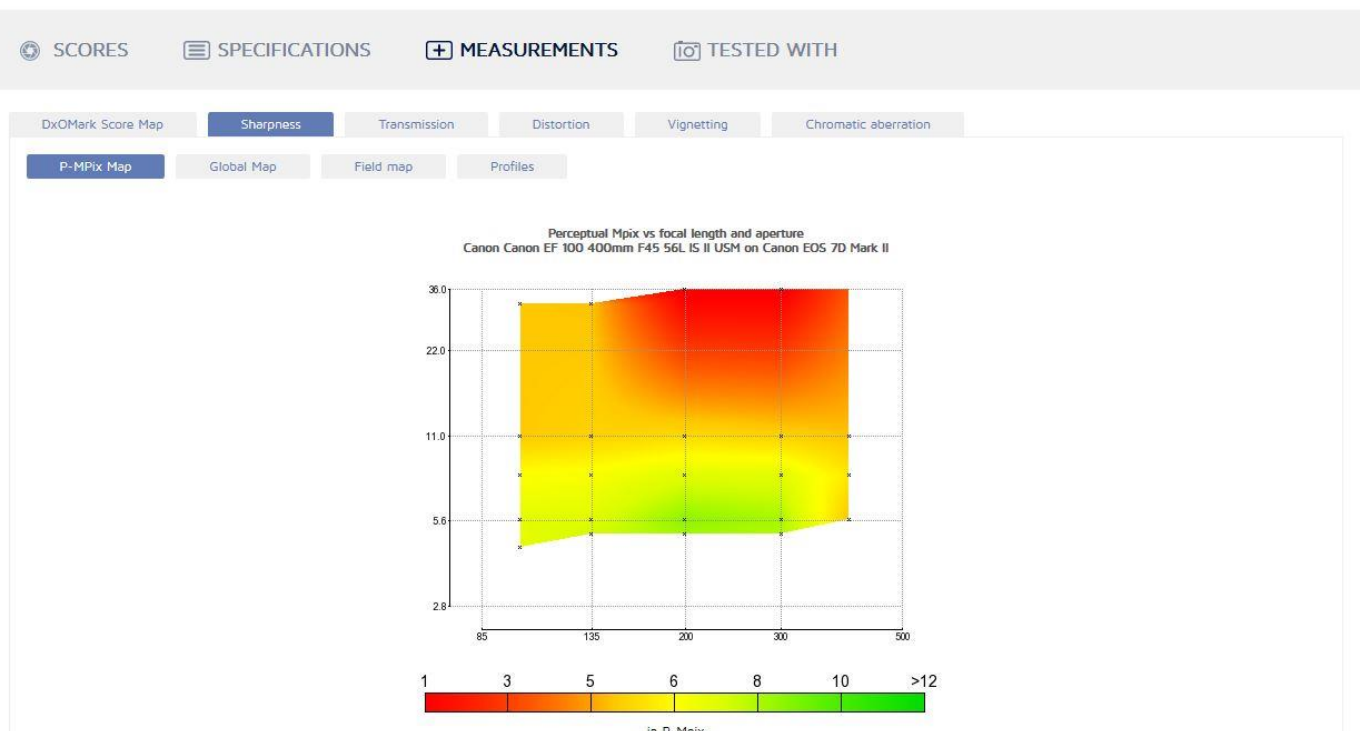 SCORES SPECIFICATIONS MEASUREMENTS TESTED WITH
DxOMark Score Map Sharpness Transmission Distortion Vignetting Chromatic aberration
P-MPix Map Global Map Field map Profiles
Perceptual Mpix vs focal length and aperture
Canon Canon EF 100 400mm F45 56L IS II USM on Canon EOS 7D Mark II
36.0
22.0
11.0
5.6
2.8
85 135 200 300 500
1 3 5 6 8 10 >12
in P-Mpix